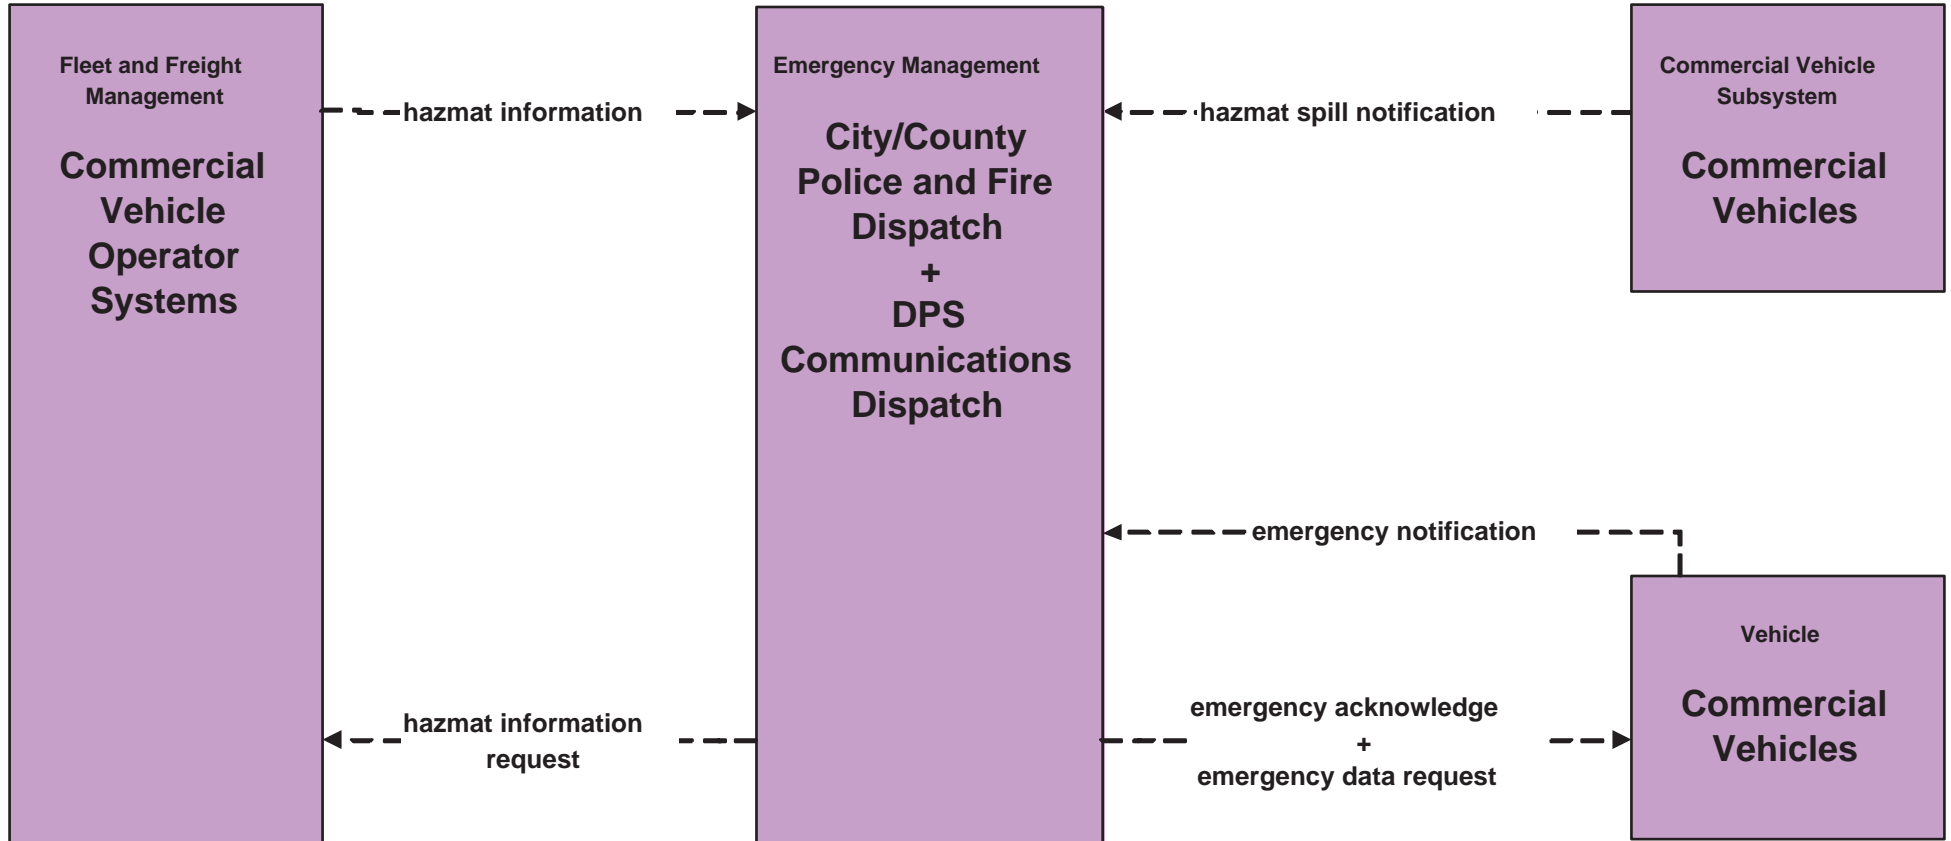 Fleet and Freight
Management
Commercial
Vehicle
Operator
Systems
hazmat information
hazmat information
request
Emergency Management
City/County
Police and Fire
Dispatch
+
DPS
Communications
Dispatch
hazmat spill notification
emergency notification
emergency acknowledge
+
emergency data request
Commercial Vehicle
Subsystem
Commercial
Vehicles
Vehicle
Commercial
Vehicles